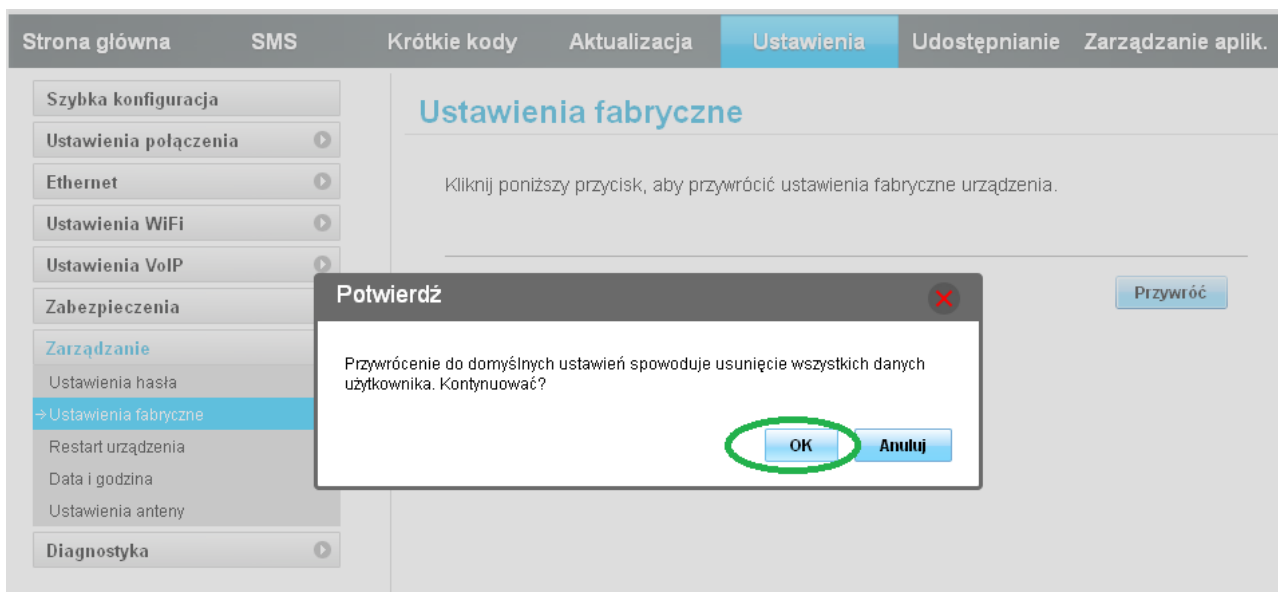 Strona główna SMS Krótkie kody Aktualizacja Ustawienia Udostępnianie Zarządzanie aplik.
Szybka konfiguracja
Ustawienia połączenia
Ethernet
Ustawienia WiFi
Ustawienia VoIP
Zabezpieczenia
Zarządzanie
Ustawienia hasła
→Ustawienia fabryczne
Restart urządzenia
Data i godzina
Ustawienia anteny
Diagnostyka
Ustawienia fabryczne
Kliknij poniższy przycisk, aby przywrócić ustawienia fabryczne urządzenia.
Przywróć
Potwierdź
Przywrócenie do domyślnych ustawień spowoduje usunięcie wszystkich danych
użytkownika. Kontynuować?
OK Anuluj